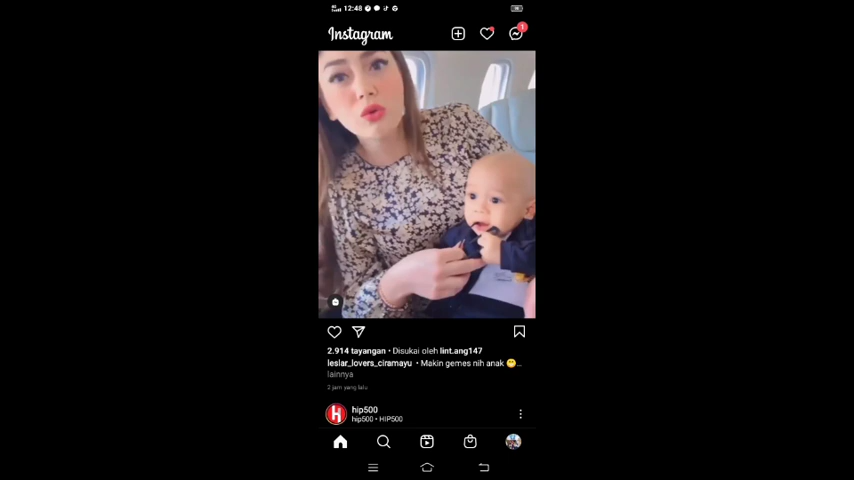 12:48
Instagram
1
2.914 tayangan • Disukai oleh lint.ang147
leslar_lovers_ciramayu • Makin gemes nih anak 🤭...
lainnya
2 jam yang lalu
hip500
hip500 • HIP500